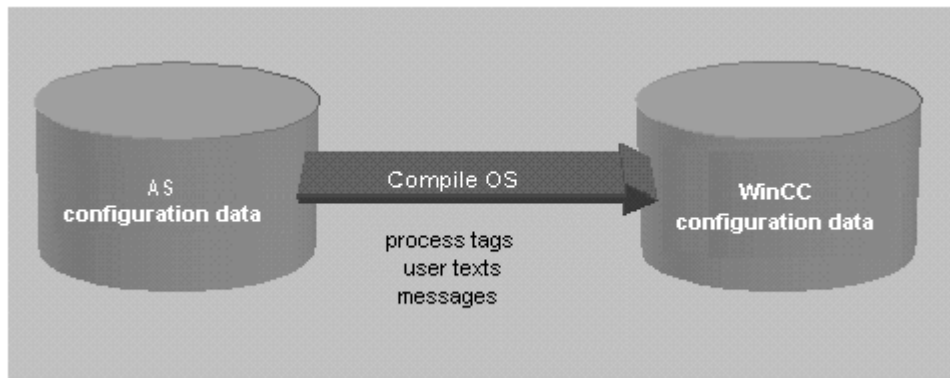 AS
configuration data
Compile OS
process tags
user texts
messages
WinCC
configuration data